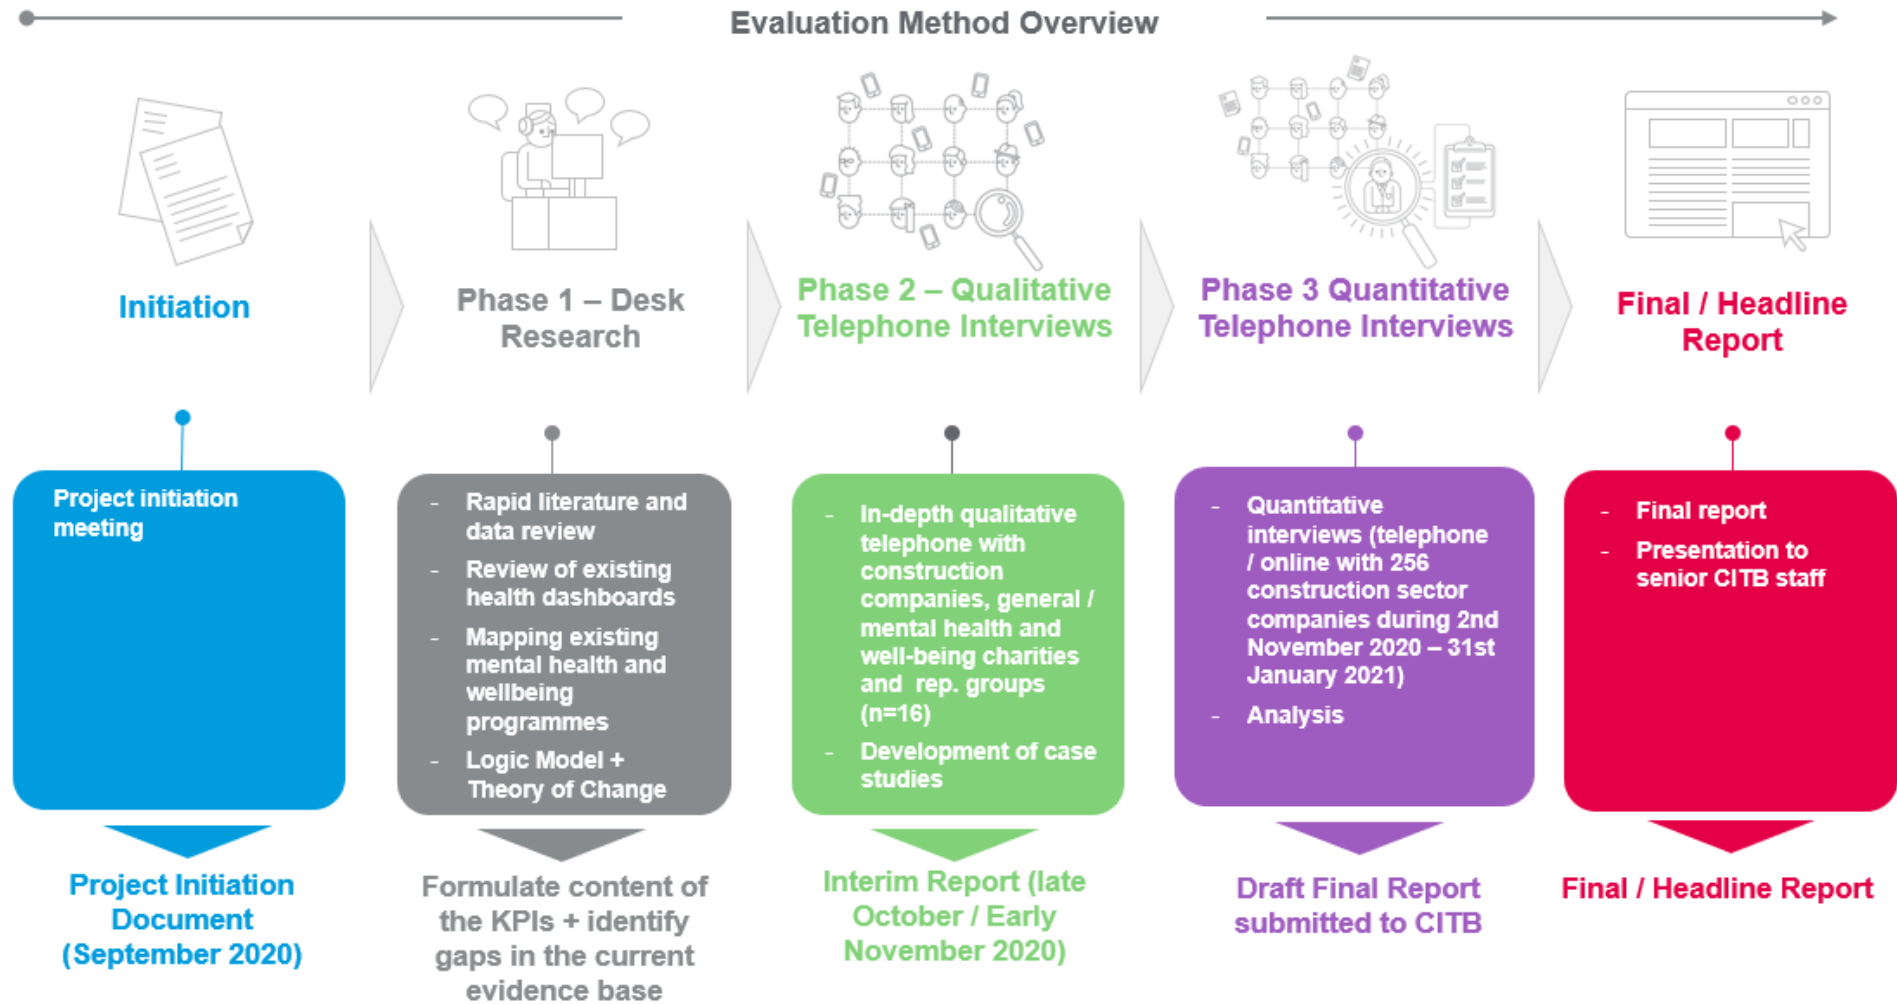 Evaluation Method Overview
Initiation
Phase 1 – Desk
Research
Phase 2 – Qualitative
Telephone Interviews
Phase 3 Quantitative
Telephone Interviews
Final / Headline
Report
Project initiation
meeting
- Rapid literature and
data review
- Review of existing
health dashboards
- Mapping existing
mental health and
wellbeing
programmes
- Logic Model +
Theory of Change
- In-depth qualitative
telephone with
construction
companies, general /
mental health and
well-being charities
and rep. groups
(n=16)
- Development of case
studies
- Quantitative
interviews (telephone
/ online with 256
construction sector
companies during 2nd
November 2020 – 31st
January 2021)
- Analysis
- Final report
- Presentation to
senior CITB staff
Project Initiation
Document
(September 2020)
Formulate content of
the KPIs + identify
gaps in the current
evidence base
Interim Report (late
October / Early
November 2020)
Draft Final Report
submitted to CITB
Final / Headline Report